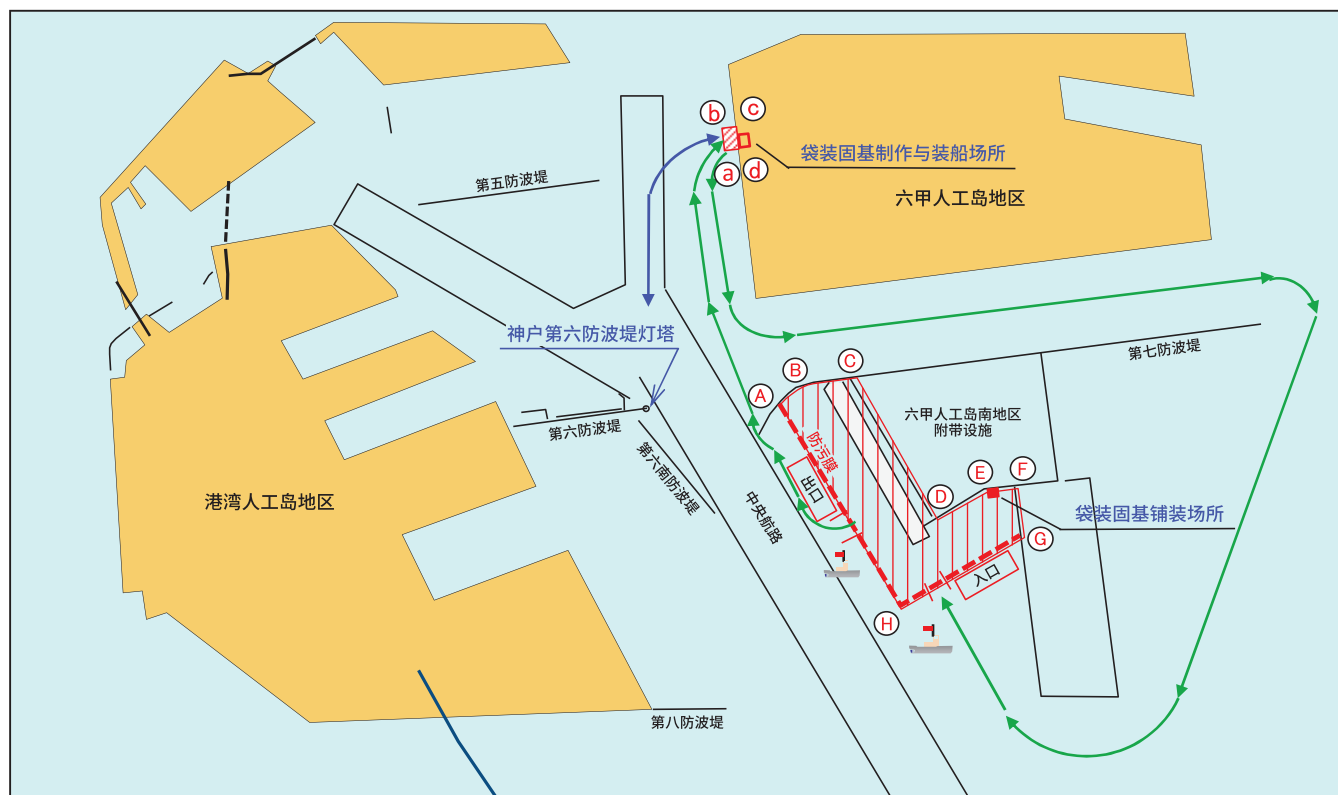 b
c
袋装固基制作与装船场所
a
d
第五防波堤
六甲人工岛地区
神户第六防波堤灯塔
第七防波堤
A
B
C
六甲人工岛南地区
附带设施
第六防波堤
防污膜
第六南防波堤
出口
E
F
D
港湾人工岛地区
中央航路
袋装固基铺装场所
G
入口
H
第八防波堤